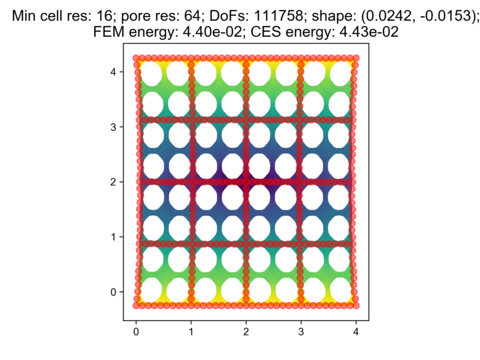 Min cell res: 16; pore res: 64; DoFs: 111758; shape: (0.0242, -0.0153);
FEM energy: 4.40e-02; CES energy: 4.43e-02
4
3
2
1
0
0 1 2 3 4